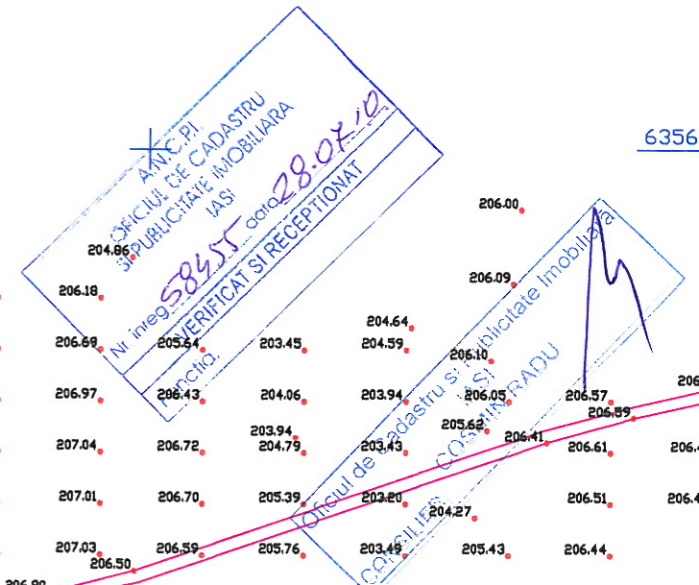 A.N.C.P.I.
OFICIUL DE CADASTRU
SI PUBLICITATE IMOBILIARA
IASI
Nr. inreg 58455 data 28.07.'10
VERIFICAT SI RECEPTIONAT
Functia,
6356
206.00
204.86
206.09
206.18
204.64
206.69 205.64 203.45 204.59
206.10
206.97 206.43 204.06 203.94 206.05 206.57
206.59
203.94
205.62
206.41
207.04 206.72 204.79 203.43 206.61
207.01 206.70 205.39 203.20 206.51
204.27
207.03 206.59 205.76 203.49 205.43 206.44
206.50
Oficiul de Cadastru si Publicitate Imobiliara
IASI
COSMIN RADU
CONSILIER